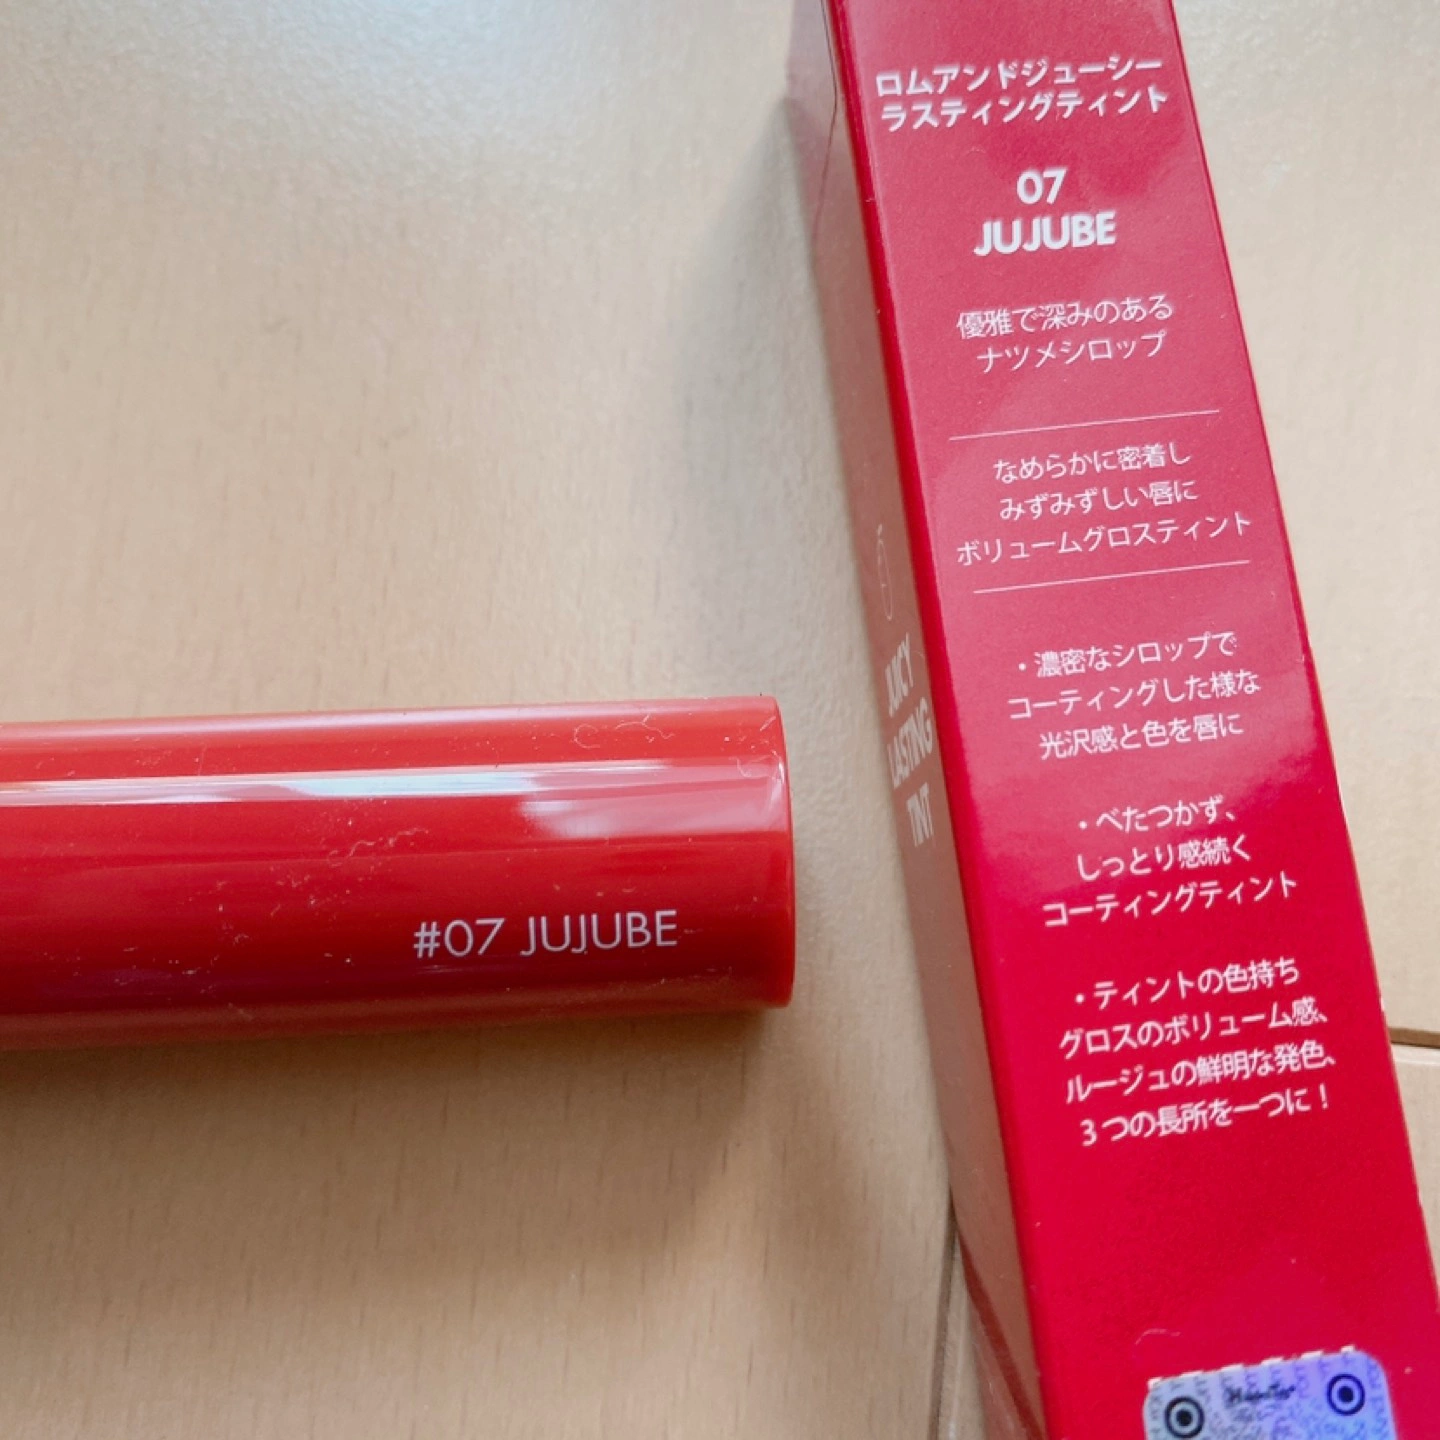 ロムアンドジューシー
ラスティングティント
07
JUJUBE
優雅で深みのある
ナツメシロップ
なめらかに密着し
みずみずしい唇に
ボリュームグロスティント
・濃密なシロップで
コーティングした様な
光沢感と色を唇に
・べたつかず、
しっとり感続く
コーティングティント
・ティントの色持ち
グロスのボリューム感、
ルージュの鮮明な発色、
3つの長所を一つに！
JUICY
LASTING
TINT
#07 JUJUBE